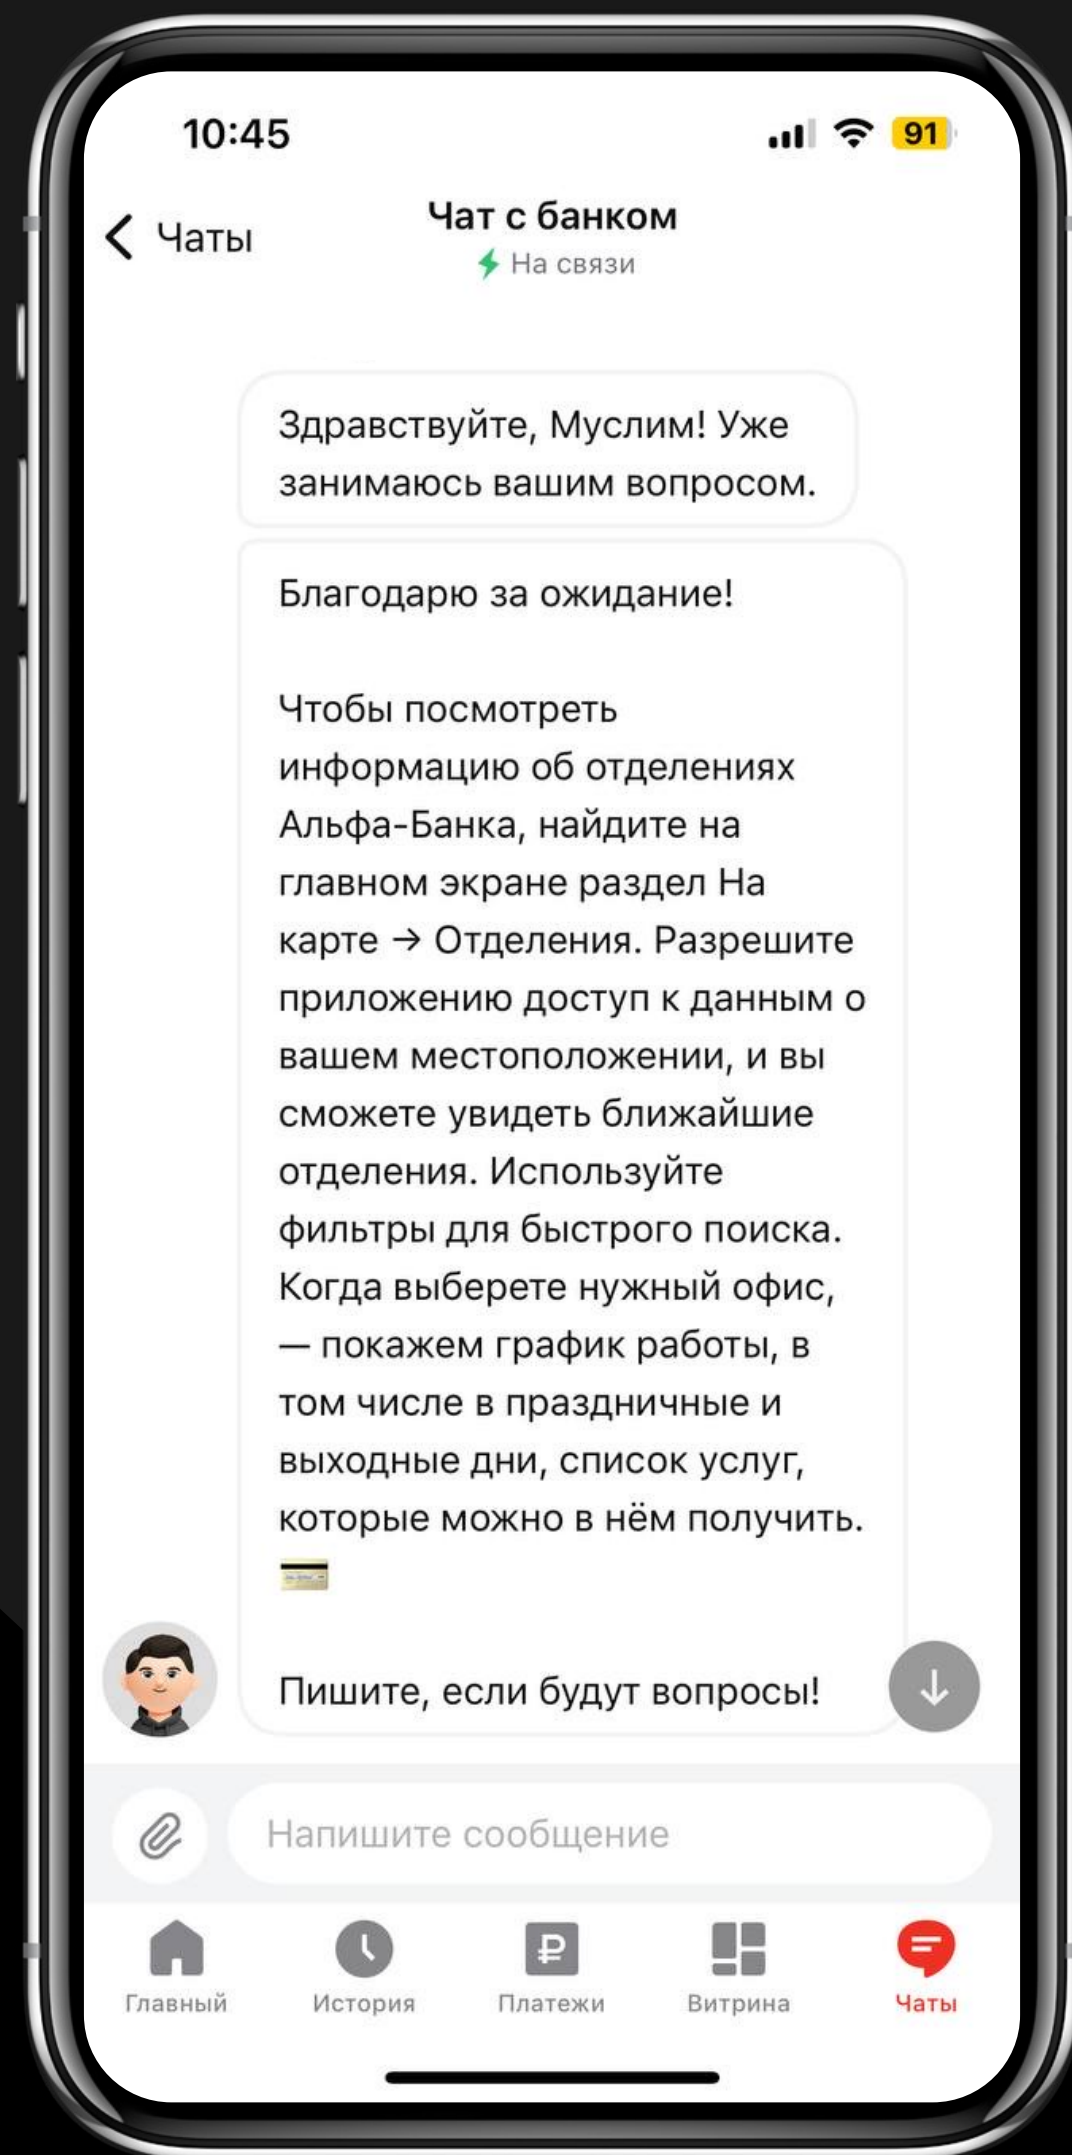 10:45
91
Чаты
Чат с банком
На связи
Здравствуйте, Муслим! Уже
занимаюсь вашим вопросом.
Благодарю за ожидание!
Чтобы посмотреть
информацию об отделениях
Альфа-Банка, найдите на
главном экране раздел На
карте → Отделения. Разрешите
приложению доступ к данным о
вашем местоположении, и вы
сможете увидеть ближайшие
отделения. Используйте
фильтры для быстрого поиска.
Когда выберете нужный офис,
— покажем график работы, в
том числе в праздничные и
выходные дни, список услуг,
которые можно в нём получить.
💳
Пишите, если будут вопросы!
Напишите сообщение
Главный
История
Платежи
Витрина
Чаты